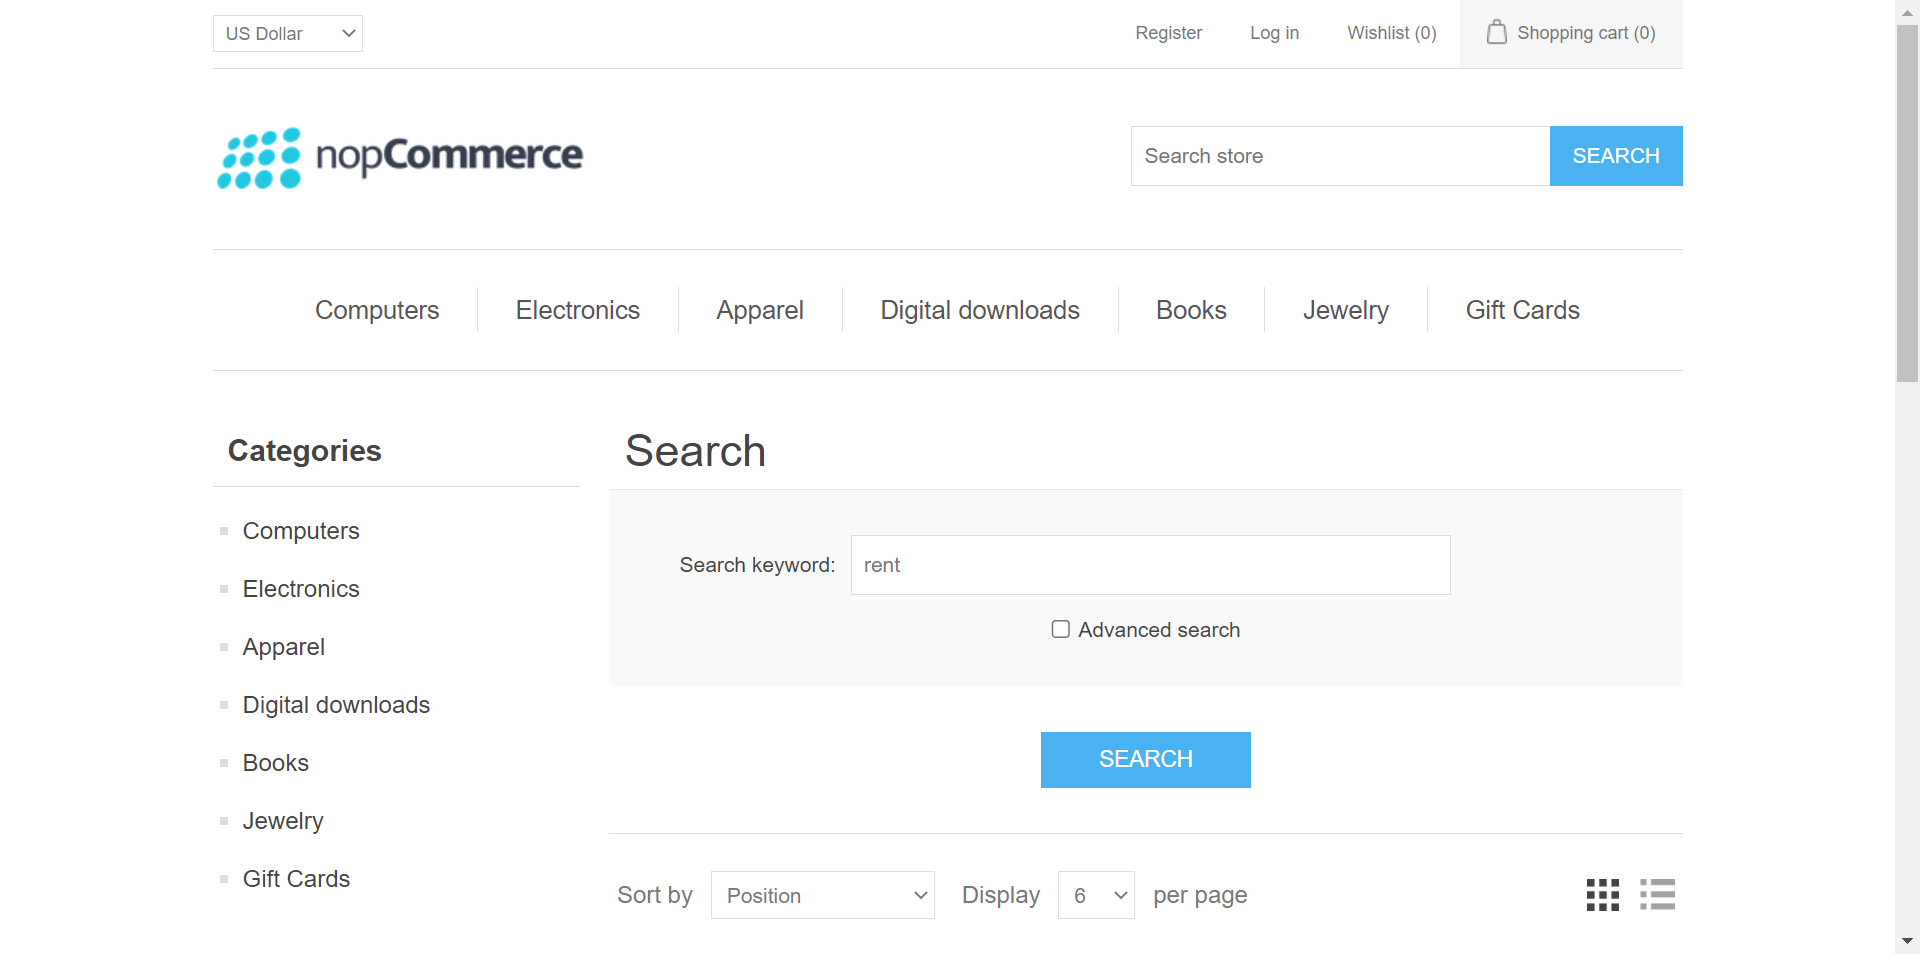 US Dollar
Register
Log in
Wishlist (0)
Shopping cart (0)
nopCommerce
Search store
SEARCH
Computers
Electronics
Apparel
Digital downloads
Books
Jewelry
Gift Cards
Categories
Computers
Electronics
Apparel
Digital downloads
Books
Jewelry
Gift Cards
Search
Search keyword:
rent
Advanced search
SEARCH
Sort by
Position
Display
6
per page